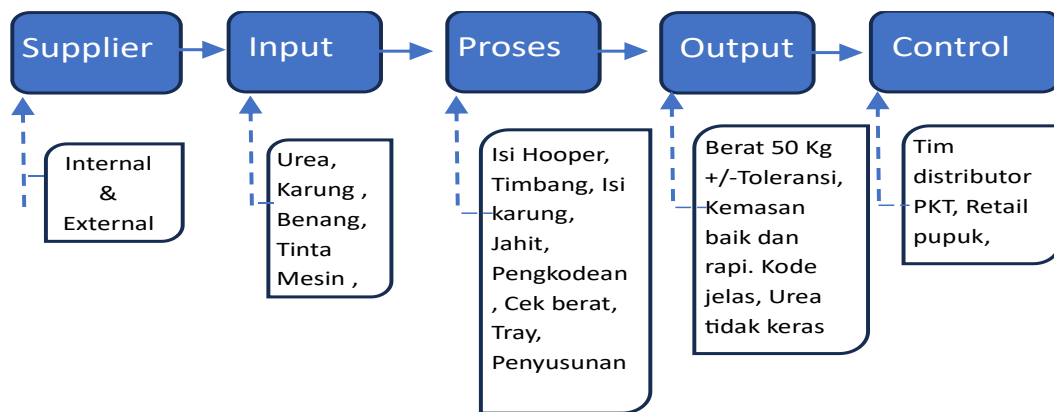 Supplier
Input
Proses
Output
Control
Internal
&
External
Urea,
Karung ,
Benang,
Tinta
Mesin ,
Isi Hooper,
Timbang, Isi
karung,
Jahit,
Pengkodean
, Cek berat,
Tray,
Penyusunan
Berat 50 Kg
+/-Toleransi,
Kemasan
baik dan
rapi. Kode
jelas, Urea
tidak keras
Tim
distributor
PKT, Retail
pupuk,